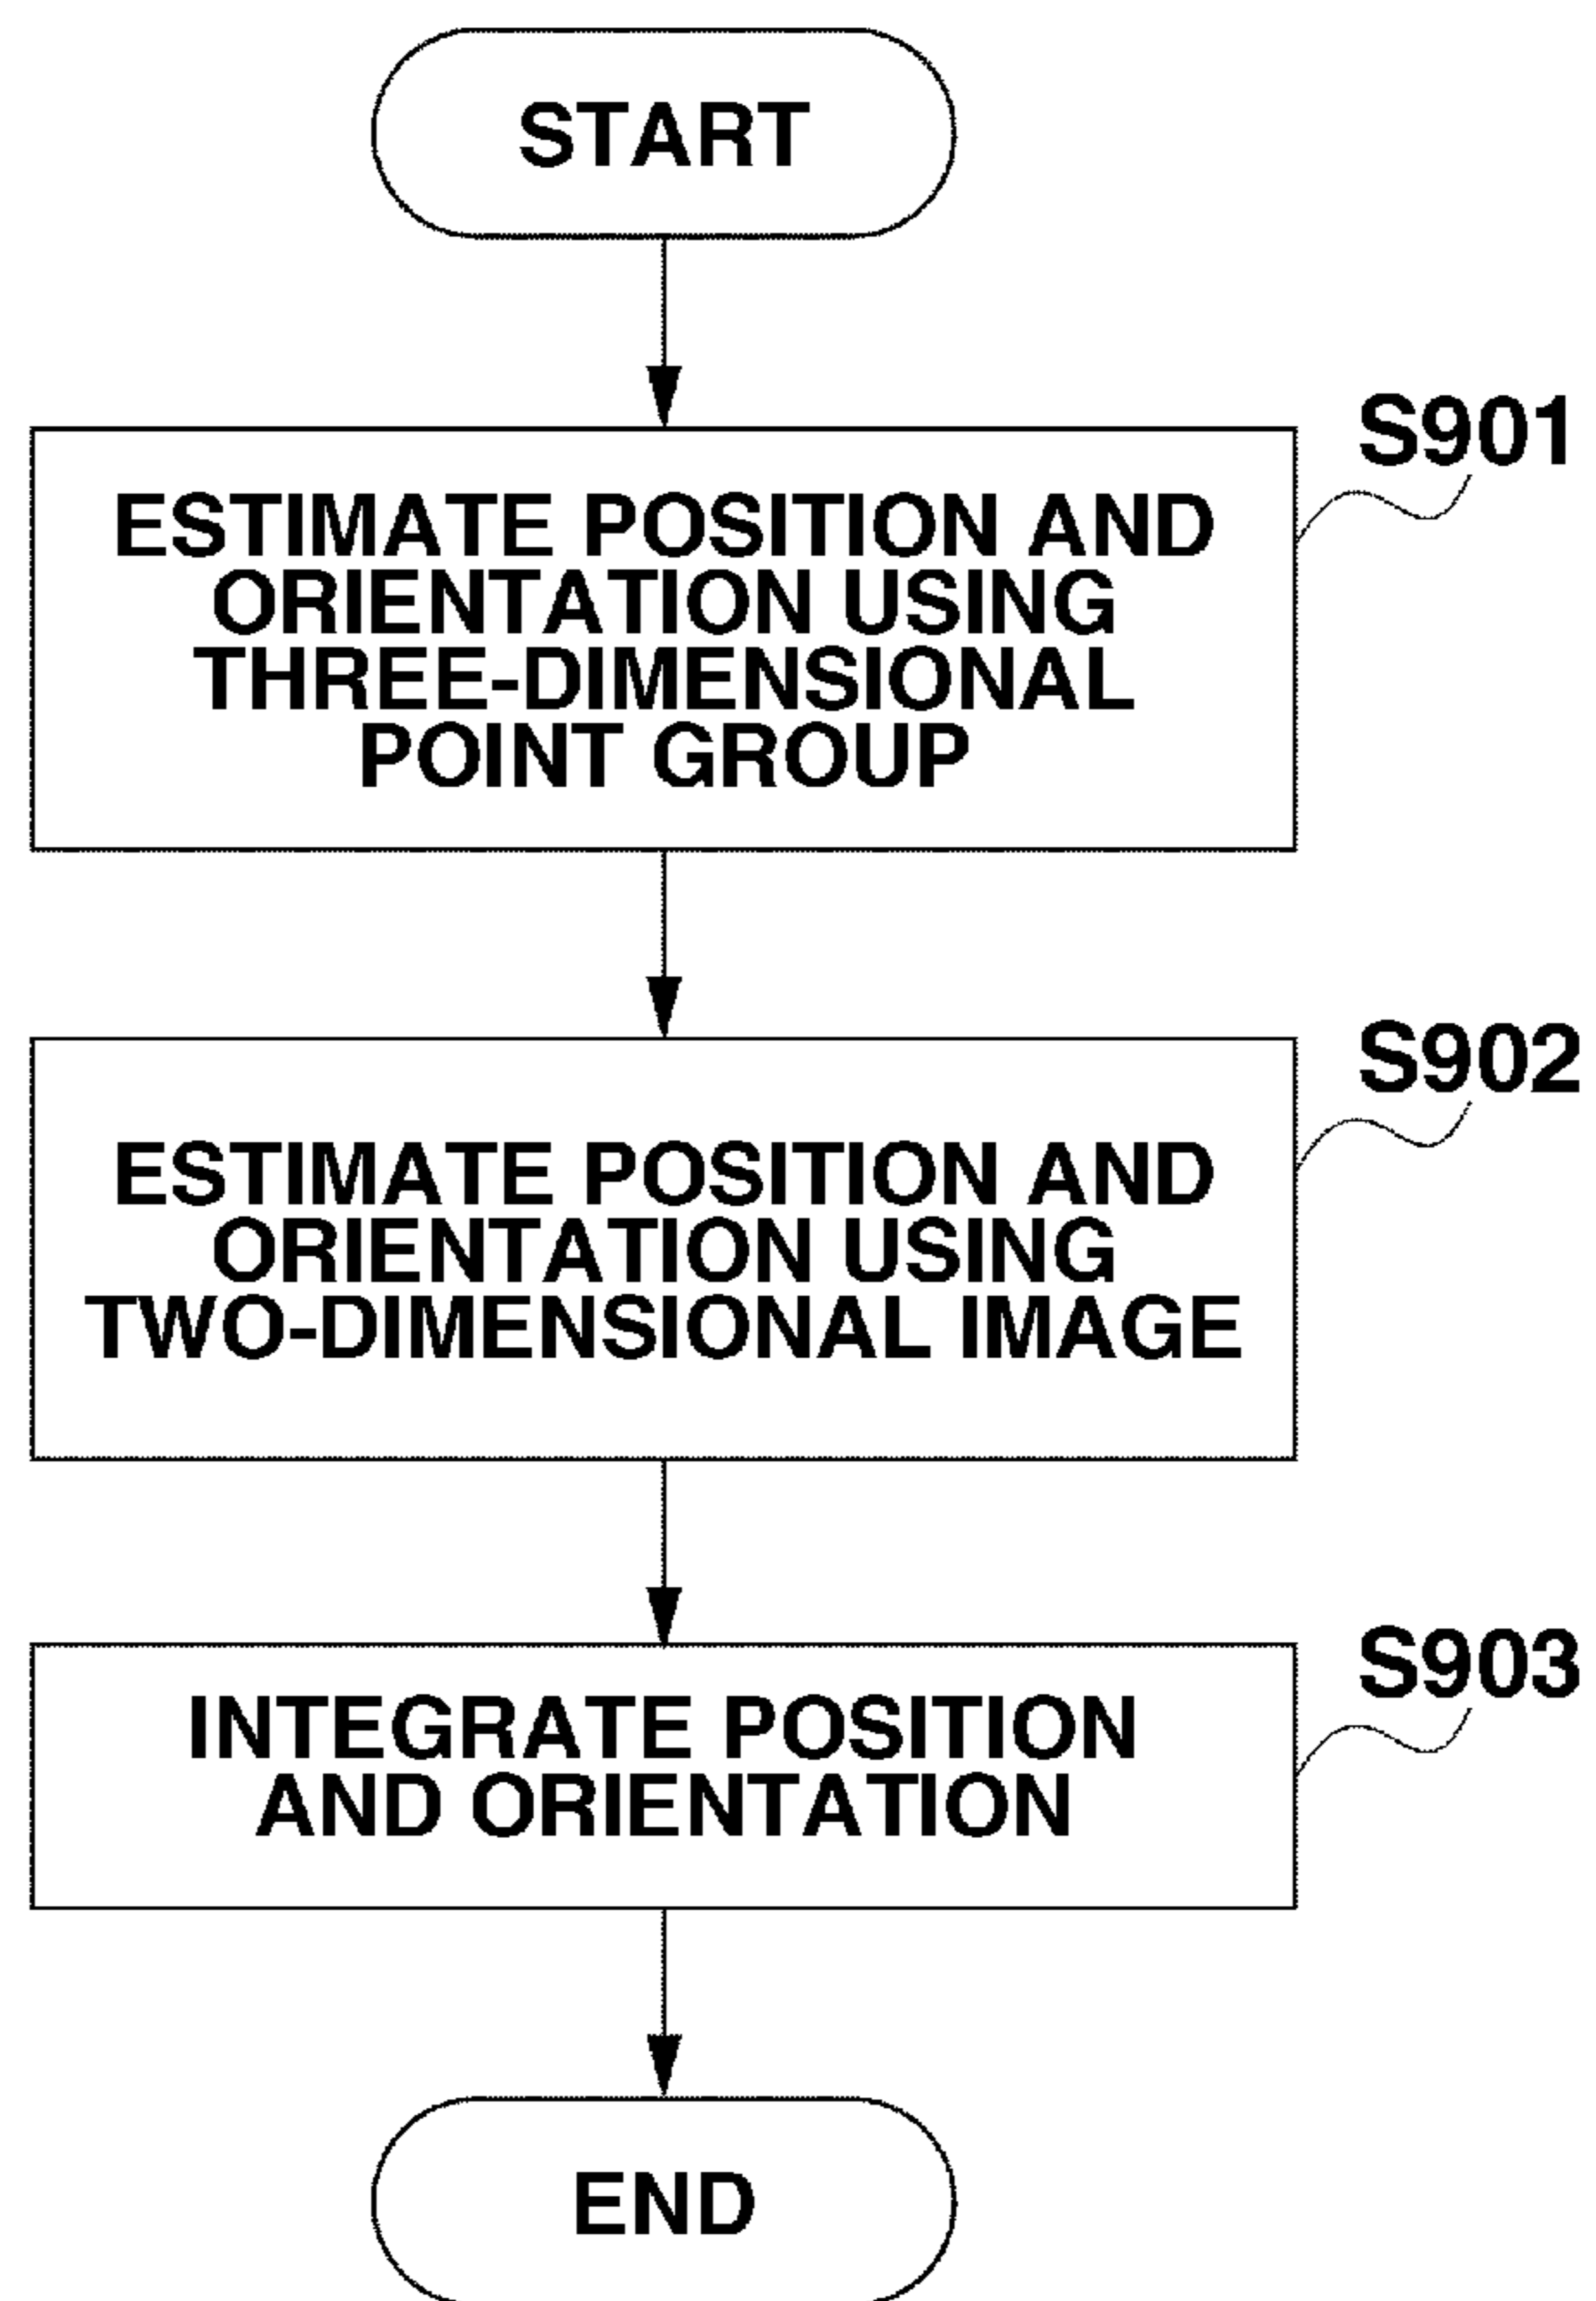 START
S901
ESTIMATE POSITION AND
ORIENTATION USING
THREE-DIMENSIONAL
POINT GROUP
S902
ESTIMATE POSITION AND
ORIENTATION USING
TWO-DIMENSIONAL IMAGE
S903
INTEGRATE POSITION
AND ORIENTATION
END